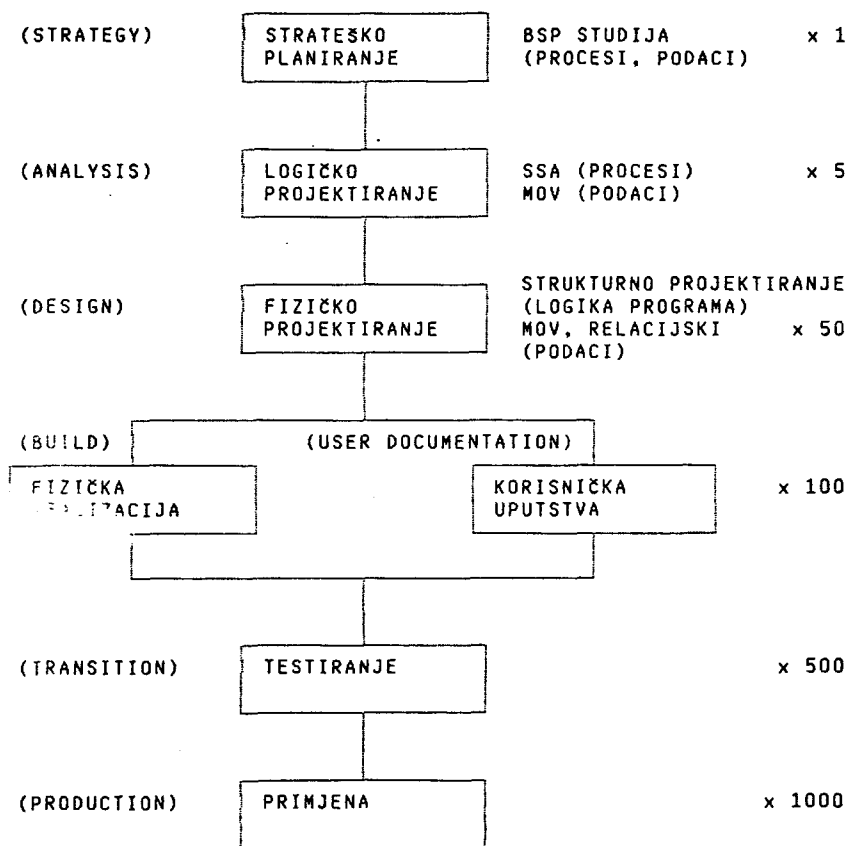 (STRATEGY) STRATEŠKO BSP STUDIJA x 1
PLANIRANJE (PROCESI, PODACI)
(ANALYSIS) LOGIČKO SSA (PROCESI) x 5
PROJEKTIRANJE MOV (PODACI)
STRUKTURNO PROJEKTIRANJE
(DESIGN) FIZIČKO (LOGIKA PROGRAMA)
PROJEKTIRANJE MOV, RELACIJSKI x 50
(PODACI)
(BUILD) (USER DOCUMENTATION)
FIZIČKA KORISNIČKA x 100
UPUTSTVA
(TRANSITION) TESTIRANJE x 500
(PRODUCTION) PRIMJENA x 1000